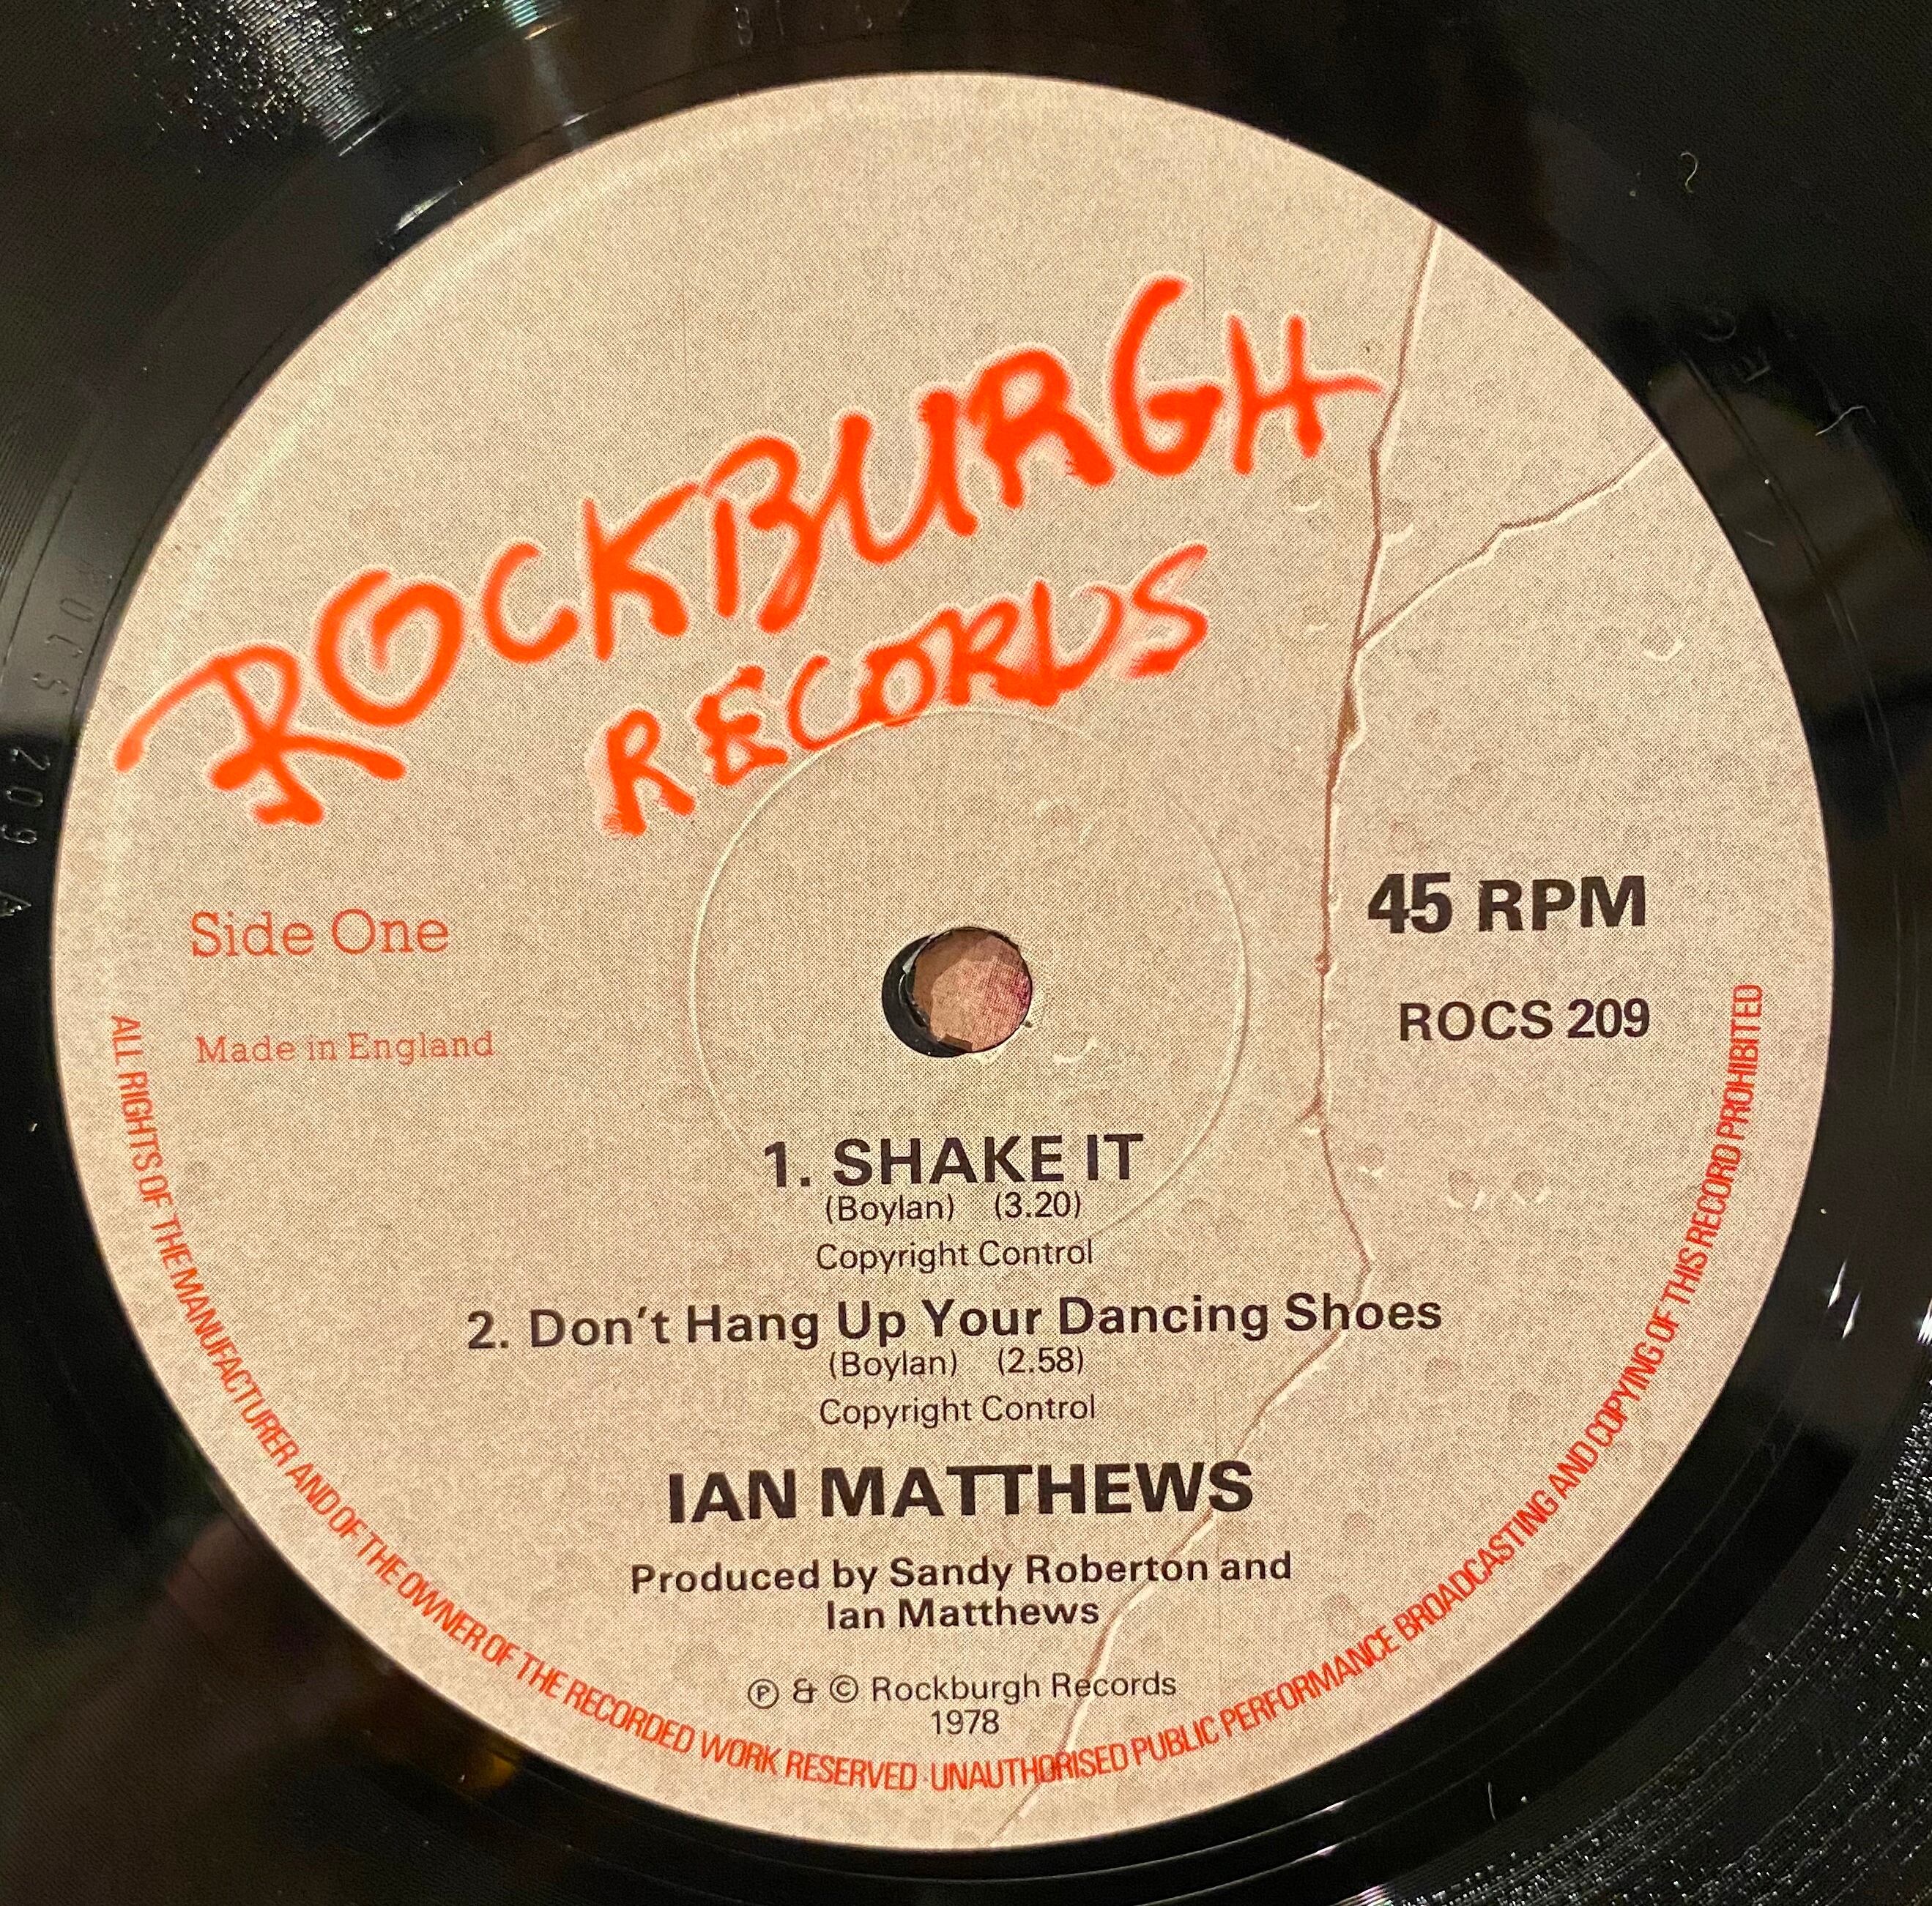 ROCKBURGH
RECORDS
Side One
45 RPM
Made in England
ROCS 209
1. SHAKE IT
(Boylan) (3.20)
Copyright Control
2. Don't Hang Up Your Dancing Shoes
(Boylan) (2.58)
Copyright Control
IAN MATTHEWS
Produced by Sandy Roberton and
Ian Matthews
Ⓟ & © Rockburgh Records
1978
ALL RIGHTS OF THE MANUFACTURER AND OF THE OWNER OF THE RECORDED WORK RESERVED · UNAUTHORISED PUBLIC PERFORMANCE BROADCASTING AND COPYING OF THIS RECORD PROHIBITED
209 A